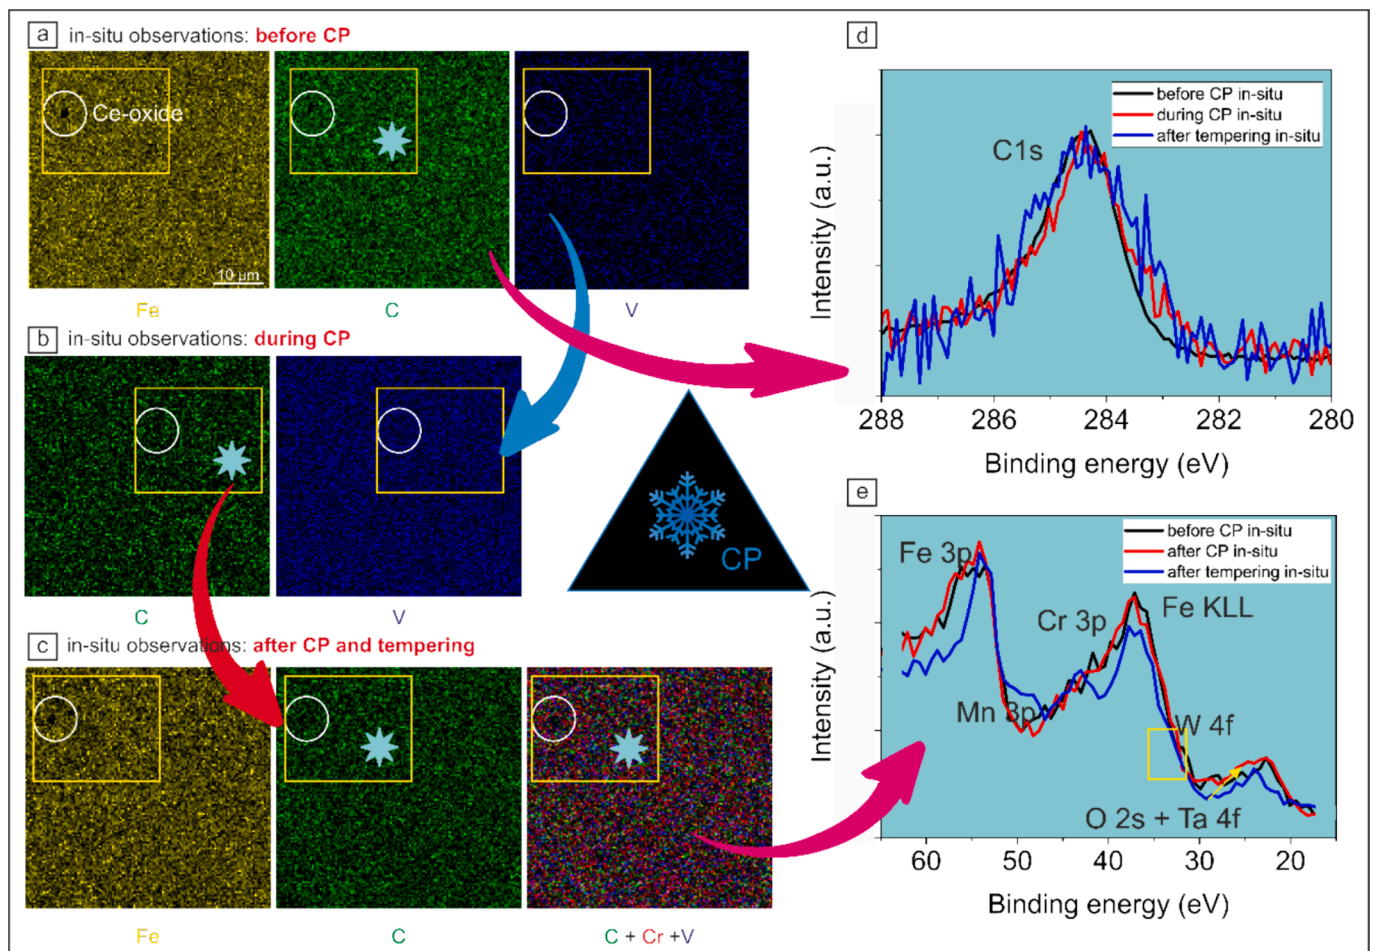 a in-situ observations: before CP
Ce-oxide
10 µm
Fe C V
b in-situ observations: during CP
C V
CP
c in-situ observations: after CP and tempering
Fe C C + Cr +V
d
before CP in-situ
during CP in-situ
after tempering in-situ
C1s
Intensity (a.u.)
288 286 284 282 280
Binding energy (eV)
e
before CP in-situ
after CP in-situ
after tempering in-situ
Fe 3p
Cr 3p
Fe KLL
Mn 3p
W 4f
O 2s + Ta 4f
Intensity (a.u.)
60 50 40 30 20
Binding energy (eV)